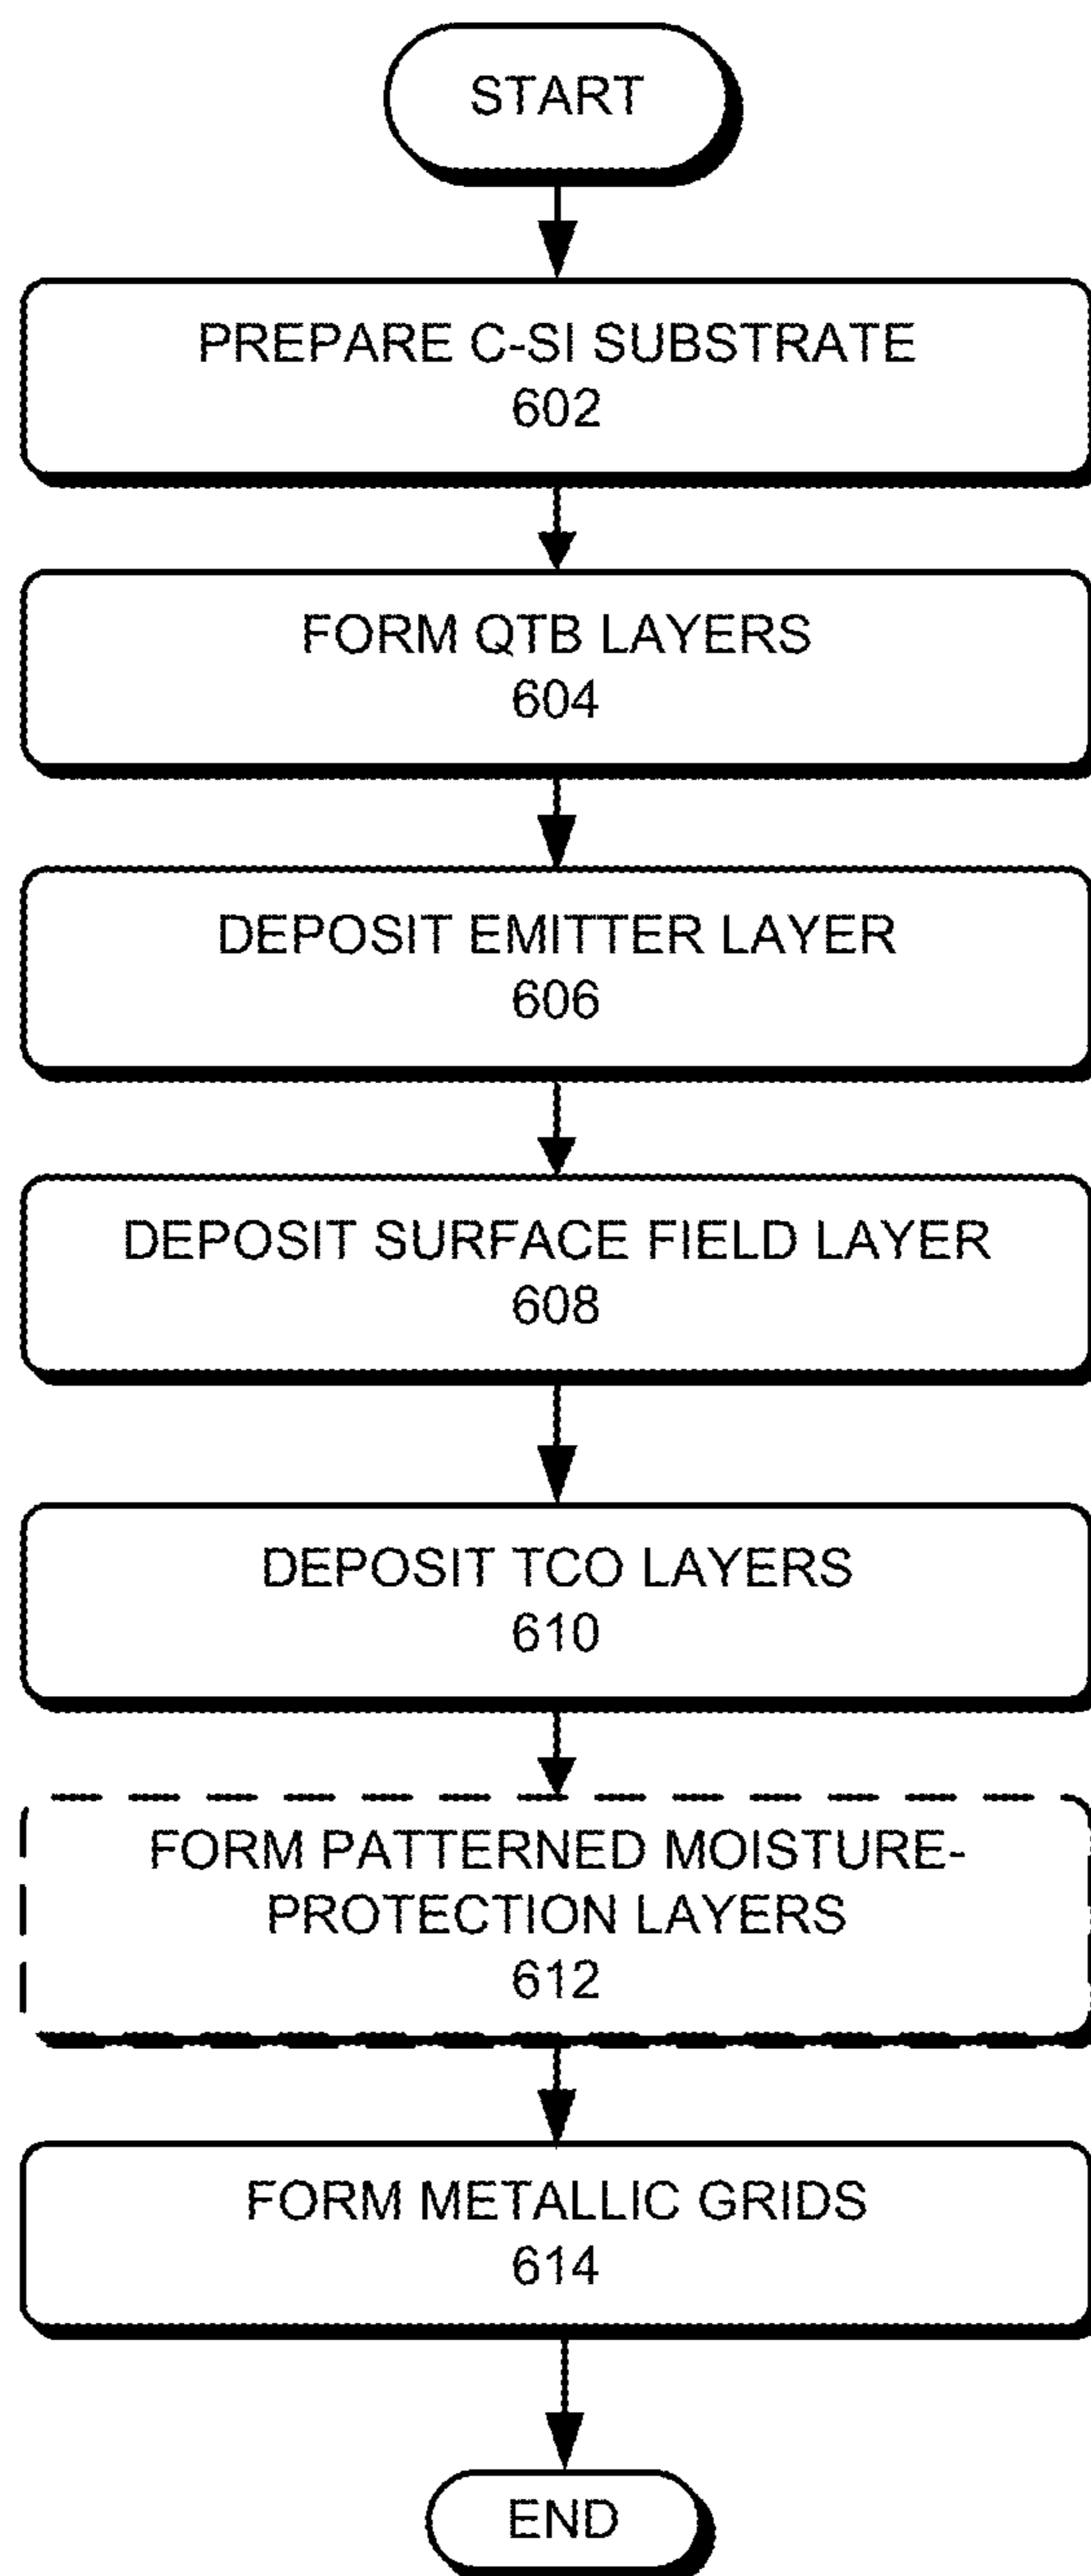 START
PREPARE C-SI SUBSTRATE
602
FORM QTB LAYERS
604
DEPOSIT EMITTER LAYER
606
DEPOSIT SURFACE FIELD LAYER
608
DEPOSIT TCO LAYERS
610
FORM PATTERNED MOISTURE-
PROTECTION LAYERS
612
FORM METALLIC GRIDS
614
END